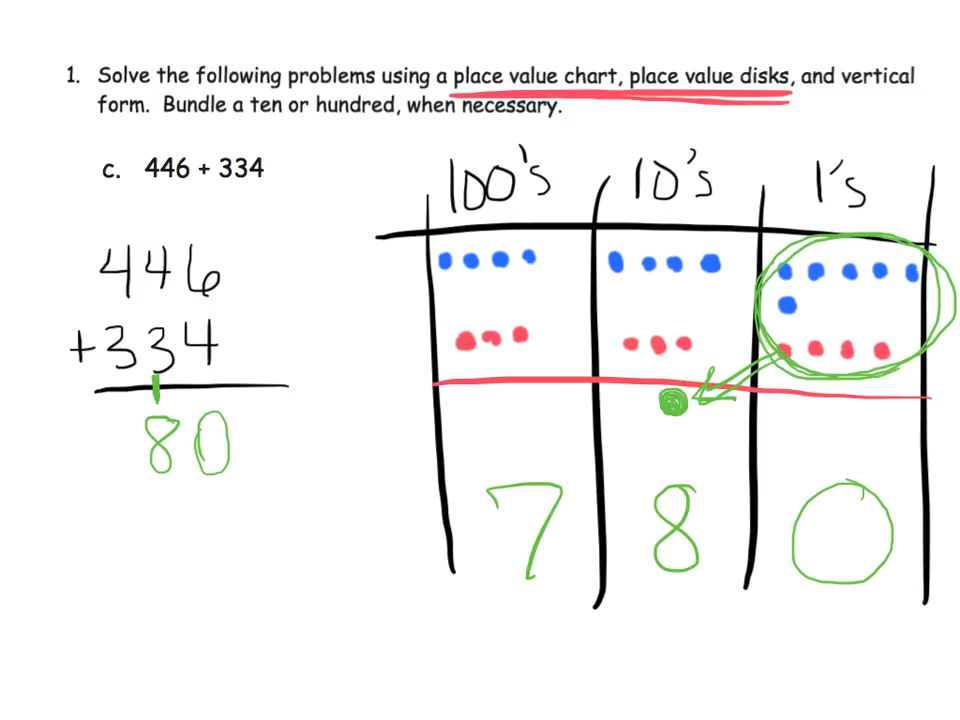 1. Solve the following problems using a place value chart, place value disks, and vertical
form. Bundle a ten or hundred, when necessary.
c. 446 + 334
100's 10's 1's
446
+334
1
80
7 8 0